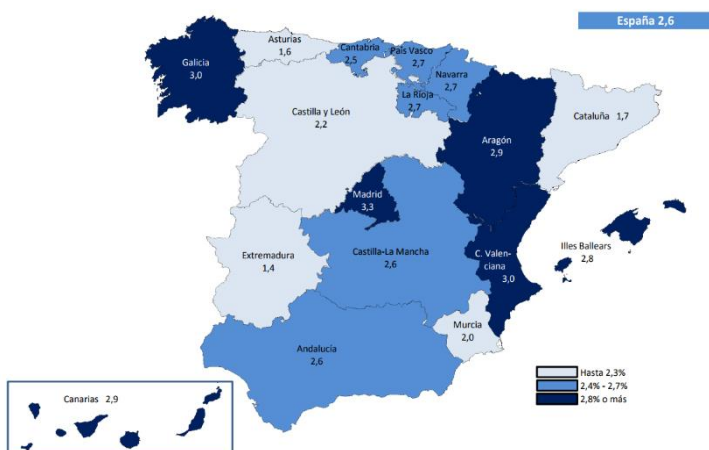 España 2,6
Asturias
1,6
Cantabria
2,5
País Vasco
2,7
Galicia
3,0
Navarra
2,7
La Rioja
2,7
Castilla y León
2,2
Cataluña 1,7
Aragón
2,9
Madrid
3,3
Illes Ballears
2,8
Extremadura
1,4
Castilla-La Mancha
2,6
C. Valen-
ciana
3,0
Murcia
2,0
Andalucía
2,6
Hasta 2,3%
2,4% - 2,7%
2,8% o más
Canarias 2,9